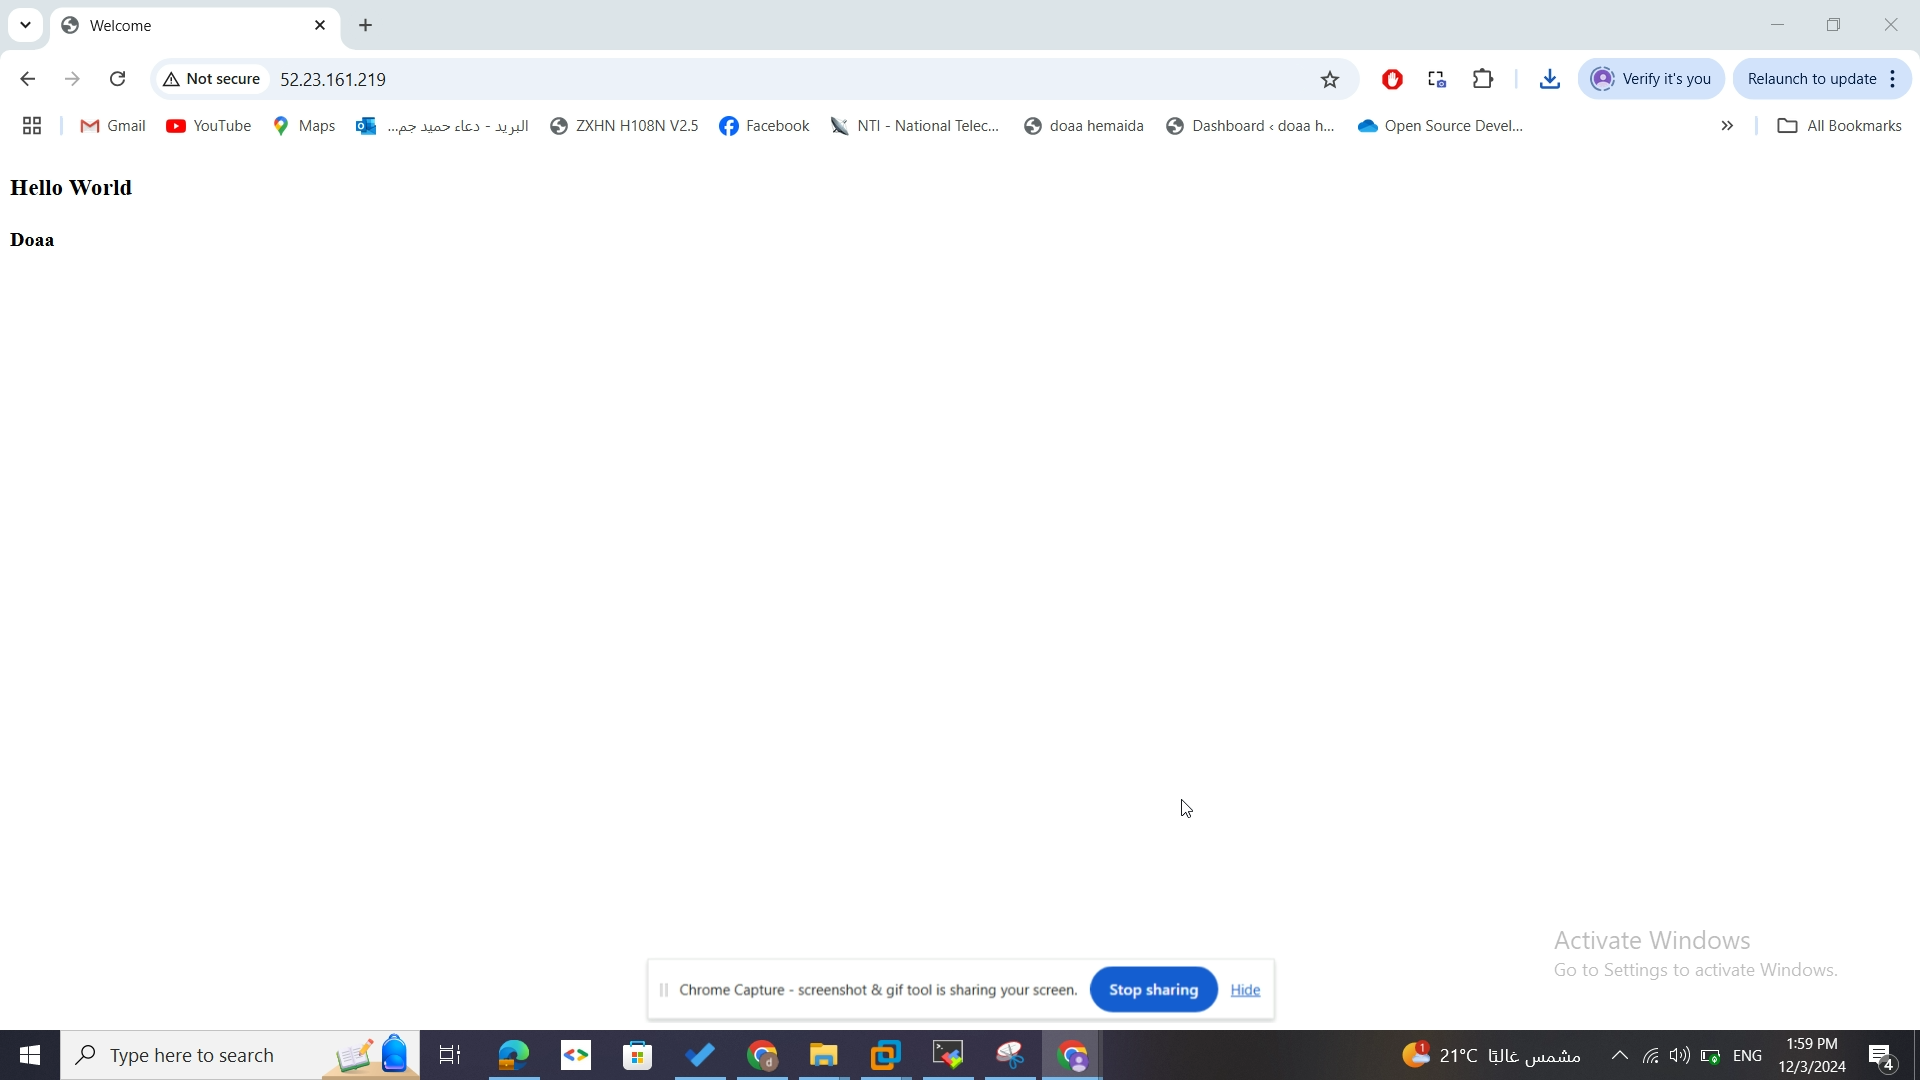 Welcome
Not secure 52.23.161.219 Verify it's you Relaunch to update
Gmail YouTube Maps البريد - دعاء حميد جم... ZXHN H108N V2.5 Facebook NTI - National Telec... doaa hemaida Dashboard ‹ doaa h... Open Source Devel... » All Bookmarks
Hello World
Doaa
Activate Windows
Go to Settings to activate Windows.
Chrome Capture - screenshot & gif tool is sharing your screen. Stop sharing Hide
Type here to search 1 21°C مشمس غالبًا ENG 1:59 PM
12/3/2024 4